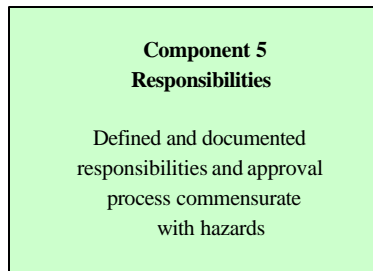 Component 5
Responsibilities
Defined and documented
responsibilities and approval
process commensurate
with hazards